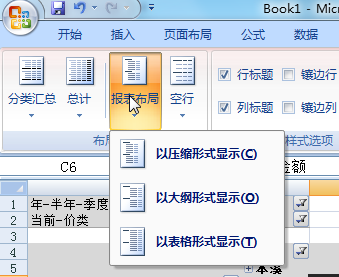 Book1 - Mic
开始 插入 页面布局 公式 数据
分类汇总 总计 报表布局 空行
行标题 镶边行
列标题 镶边列
布 样式选项
以压缩形式显示(C)
以大纲形式显示(O)
以表格形式显示(T)
C6 金额
1 年-半年-季度
2 当前-价类
3
4
5 本溪